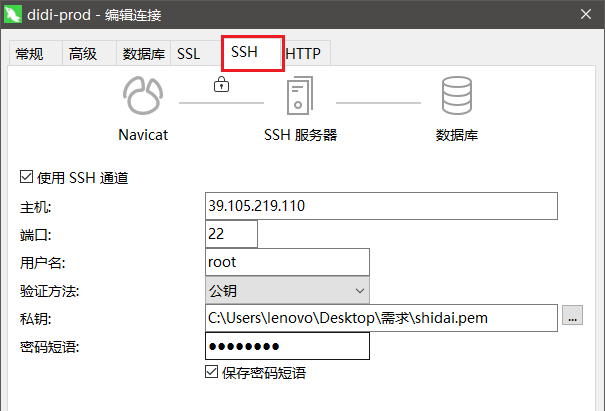 didi-prod - 编辑连接
常规 高级 数据库 SSL SSH HTTP
Navicat SSH 服务器 数据库
使用 SSH 通道
主机: 39.105.219.110
端口: 22
用户名: root
验证方法: 公钥
私钥: C:\Users\lenovo\Desktop\需求\shidai.pem ...
密码短语: ●●●●●●●●
保存密码短语